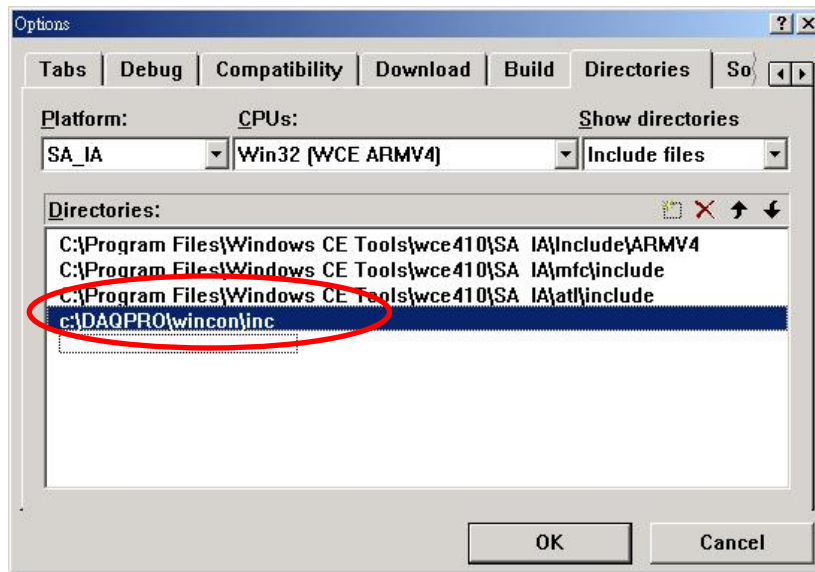 Options
Tabs Debug Compatibility Download Build Directories So
Platform: CPUs: Show directories
SA_IA Win32 (WCE ARMV4) Include files
Directories:
C:\Program Files\Windows CE Tools\wce410\SA_IA\Include\ARMV4
C:\Program Files\Windows CE Tools\wce410\SA_IA\mfc\include
C:\Program Files\Windows CE Tools\wce410\SA_IA\atl\include
c:\DAQPRO\wincon\inc
OK Cancel